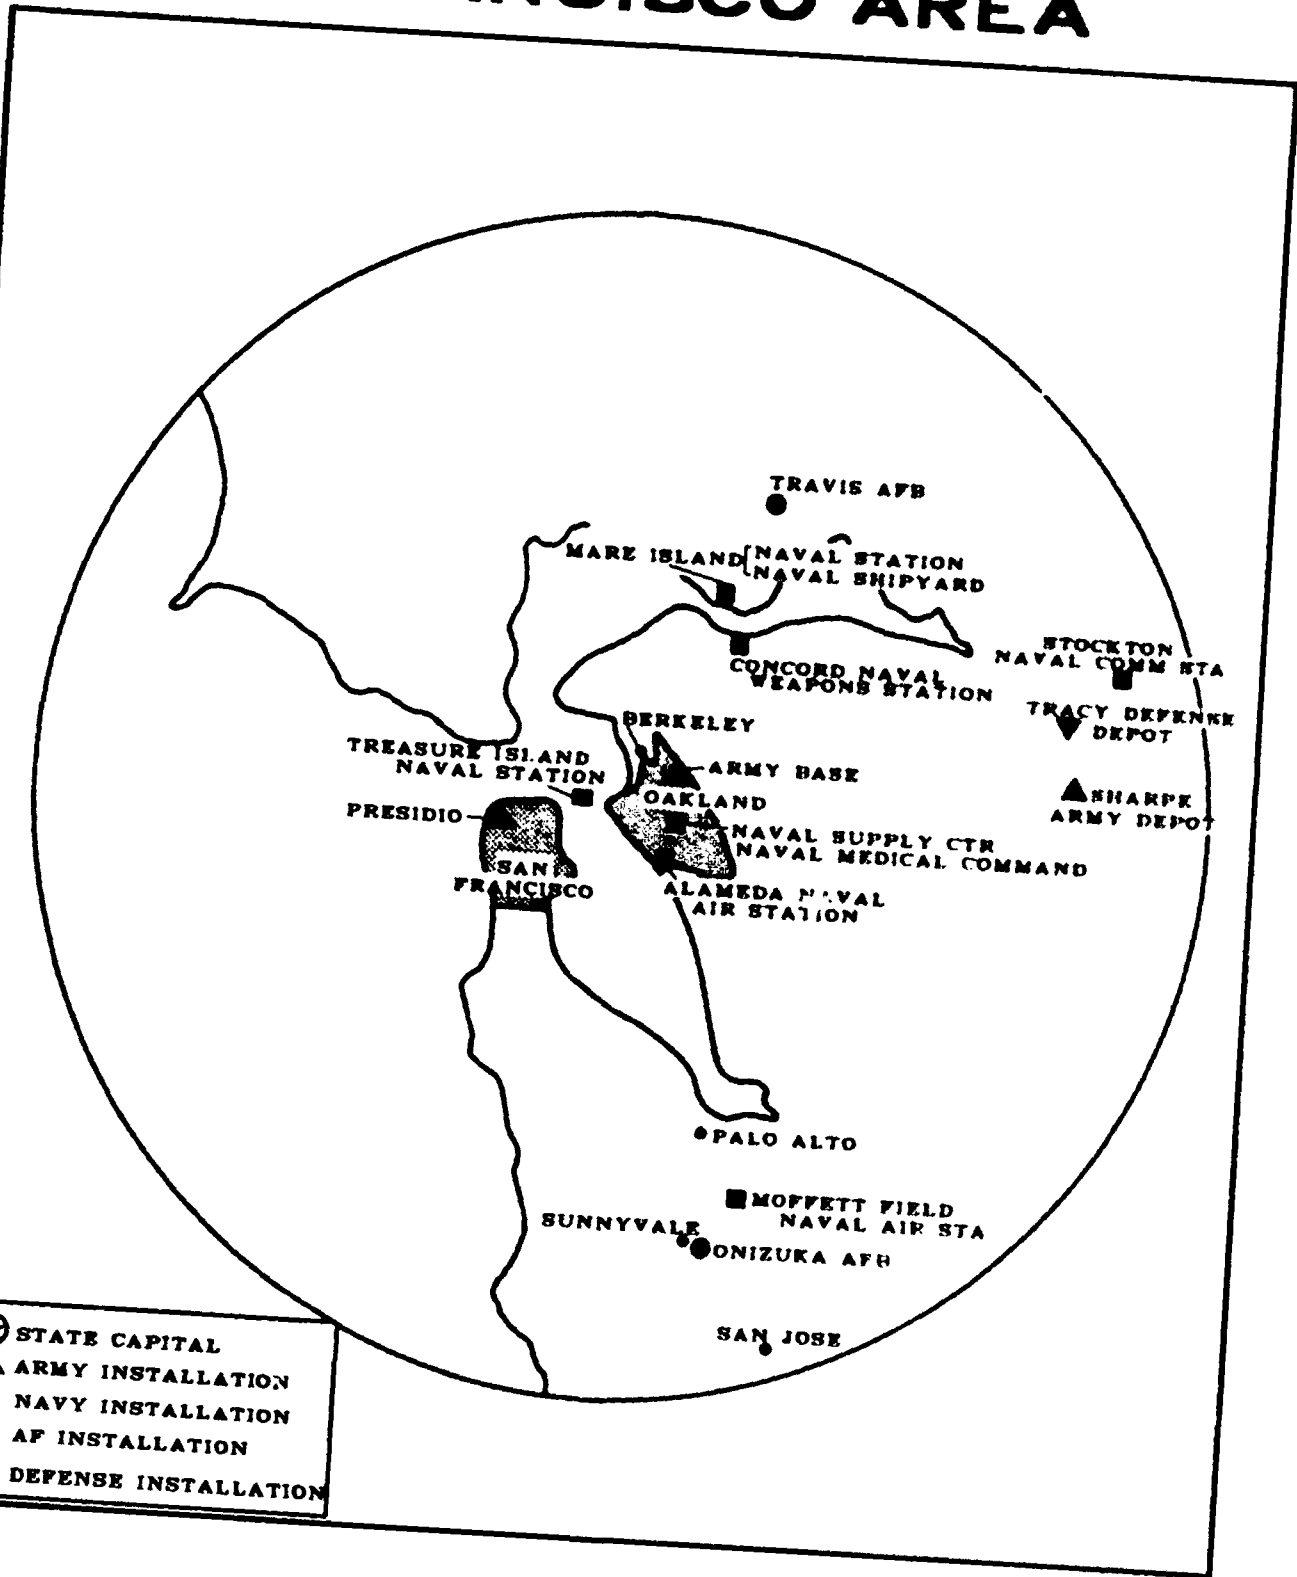 AREA
TRAVIS AFB
MARE ISLAND
NAVAL STATION
NAVAL SHIPYARD
STOCKTON
NAVAL COMM STA
CONCORD NAVAL
WEAPONS STATION
TRACY DEFENSE
DEPOT
BERKELEY
TREASURE ISLAND
NAVAL STATION
ARMY BASE
OAKLAND
SHARPE
ARMY DEPOT
PRESIDIO
NAVAL SUPPLY CTR
NAVAL MEDICAL COMMAND
SAN
FRANCISCO
ALAMEDA NAVAL
AIR STATION
PALO ALTO
MOFFETT FIELD
NAVAL AIR STA
SUNNYVALE
ONIZUKA AFB
SAN JOSE
STATE CAPITAL
ARMY INSTALLATION
NAVY INSTALLATION
AF INSTALLATION
DEFENSE INSTALLATION